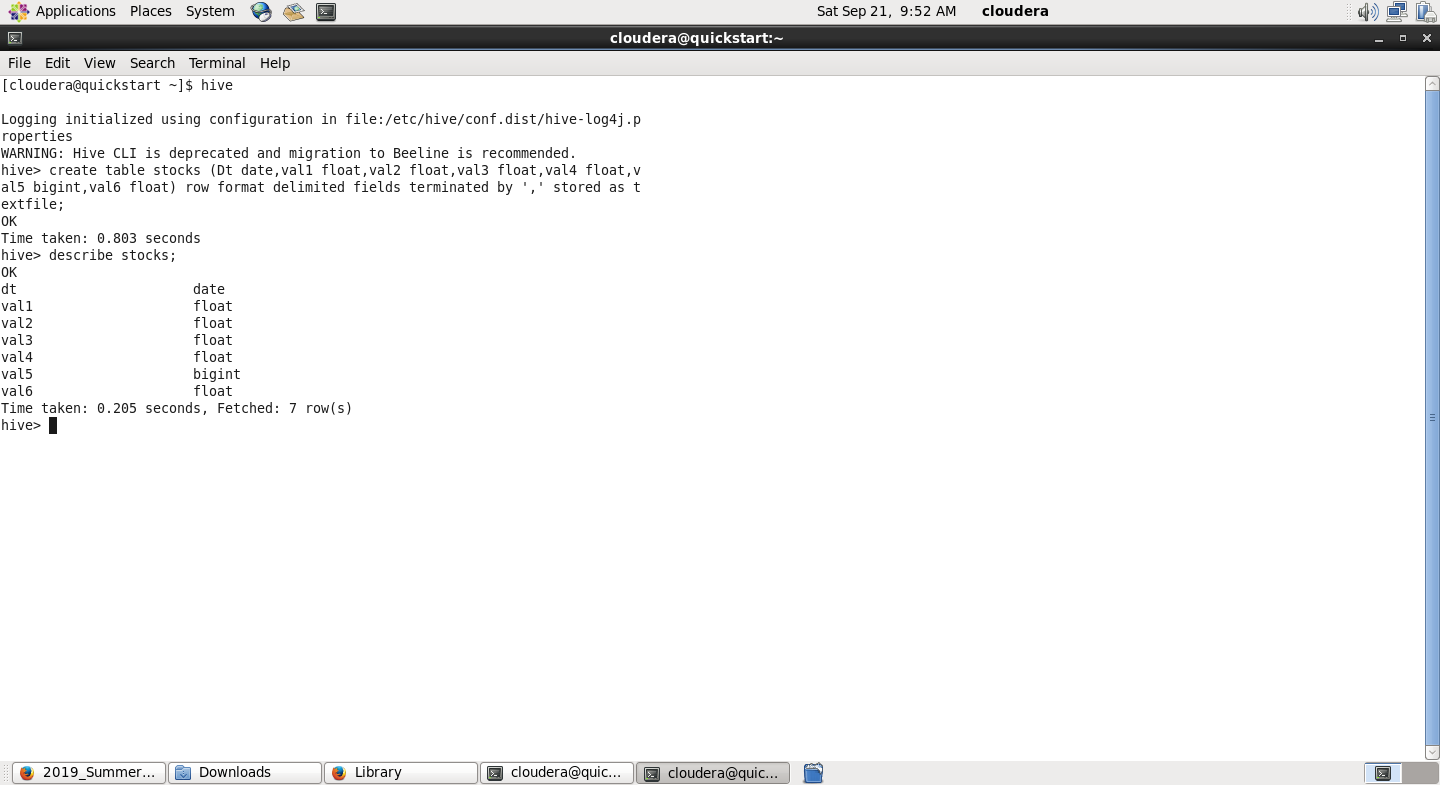 Applications Places System Sat Sep 21, 9:52 AM cloudera
cloudera@quickstart:~
File Edit View Search Terminal Help
[cloudera@quickstart ~]$ hive
Logging initialized using configuration in file:/etc/hive/conf.dist/hive-log4j.p
roperties
WARNING: Hive CLI is deprecated and migration to Beeline is recommended.
hive> create table stocks (Dt date,val1 float,val2 float,val3 float,val4 float,v
al5 bigint,val6 float) row format delimited fields terminated by ',' stored as t
extfile;
OK
Time taken: 0.803 seconds
hive> describe stocks;
OK
dt date
val1 float
val2 float
val3 float
val4 float
val5 bigint
val6 float
Time taken: 0.205 seconds, Fetched: 7 row(s)
hive>
2019_Summer... Downloads Library cloudera@quic... cloudera@quic...